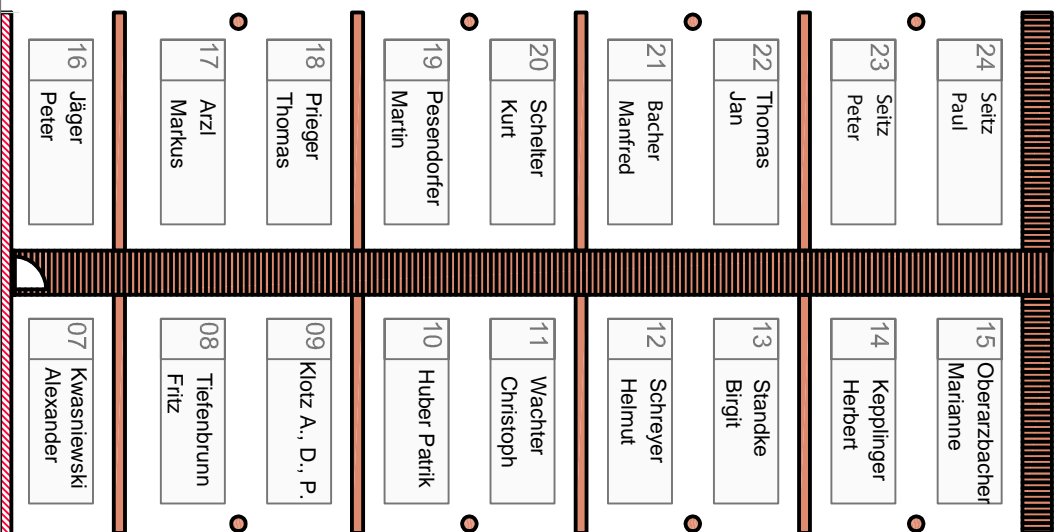 16
Jäger
Peter
17
Arzl
Markus
18
Prieger
Thomas
19
Pesendorfer
Martin
20
Schelter
Kurt
21
Bacher
Manfred
22
Thomas
Jan
23
Seitz
Peter
24
Seitz
Paul
07
Kwasniewski
Alexander
08
Tiefenbrunn
Fritz
09
Klotz A., D., P.
10
Huber Patrik
11
Wachter
Christoph
12
Schreyer
Helmut
13
Standke
Birgit
14
Kepplinger
Herbert
15
Oberarzbacher
Marianne